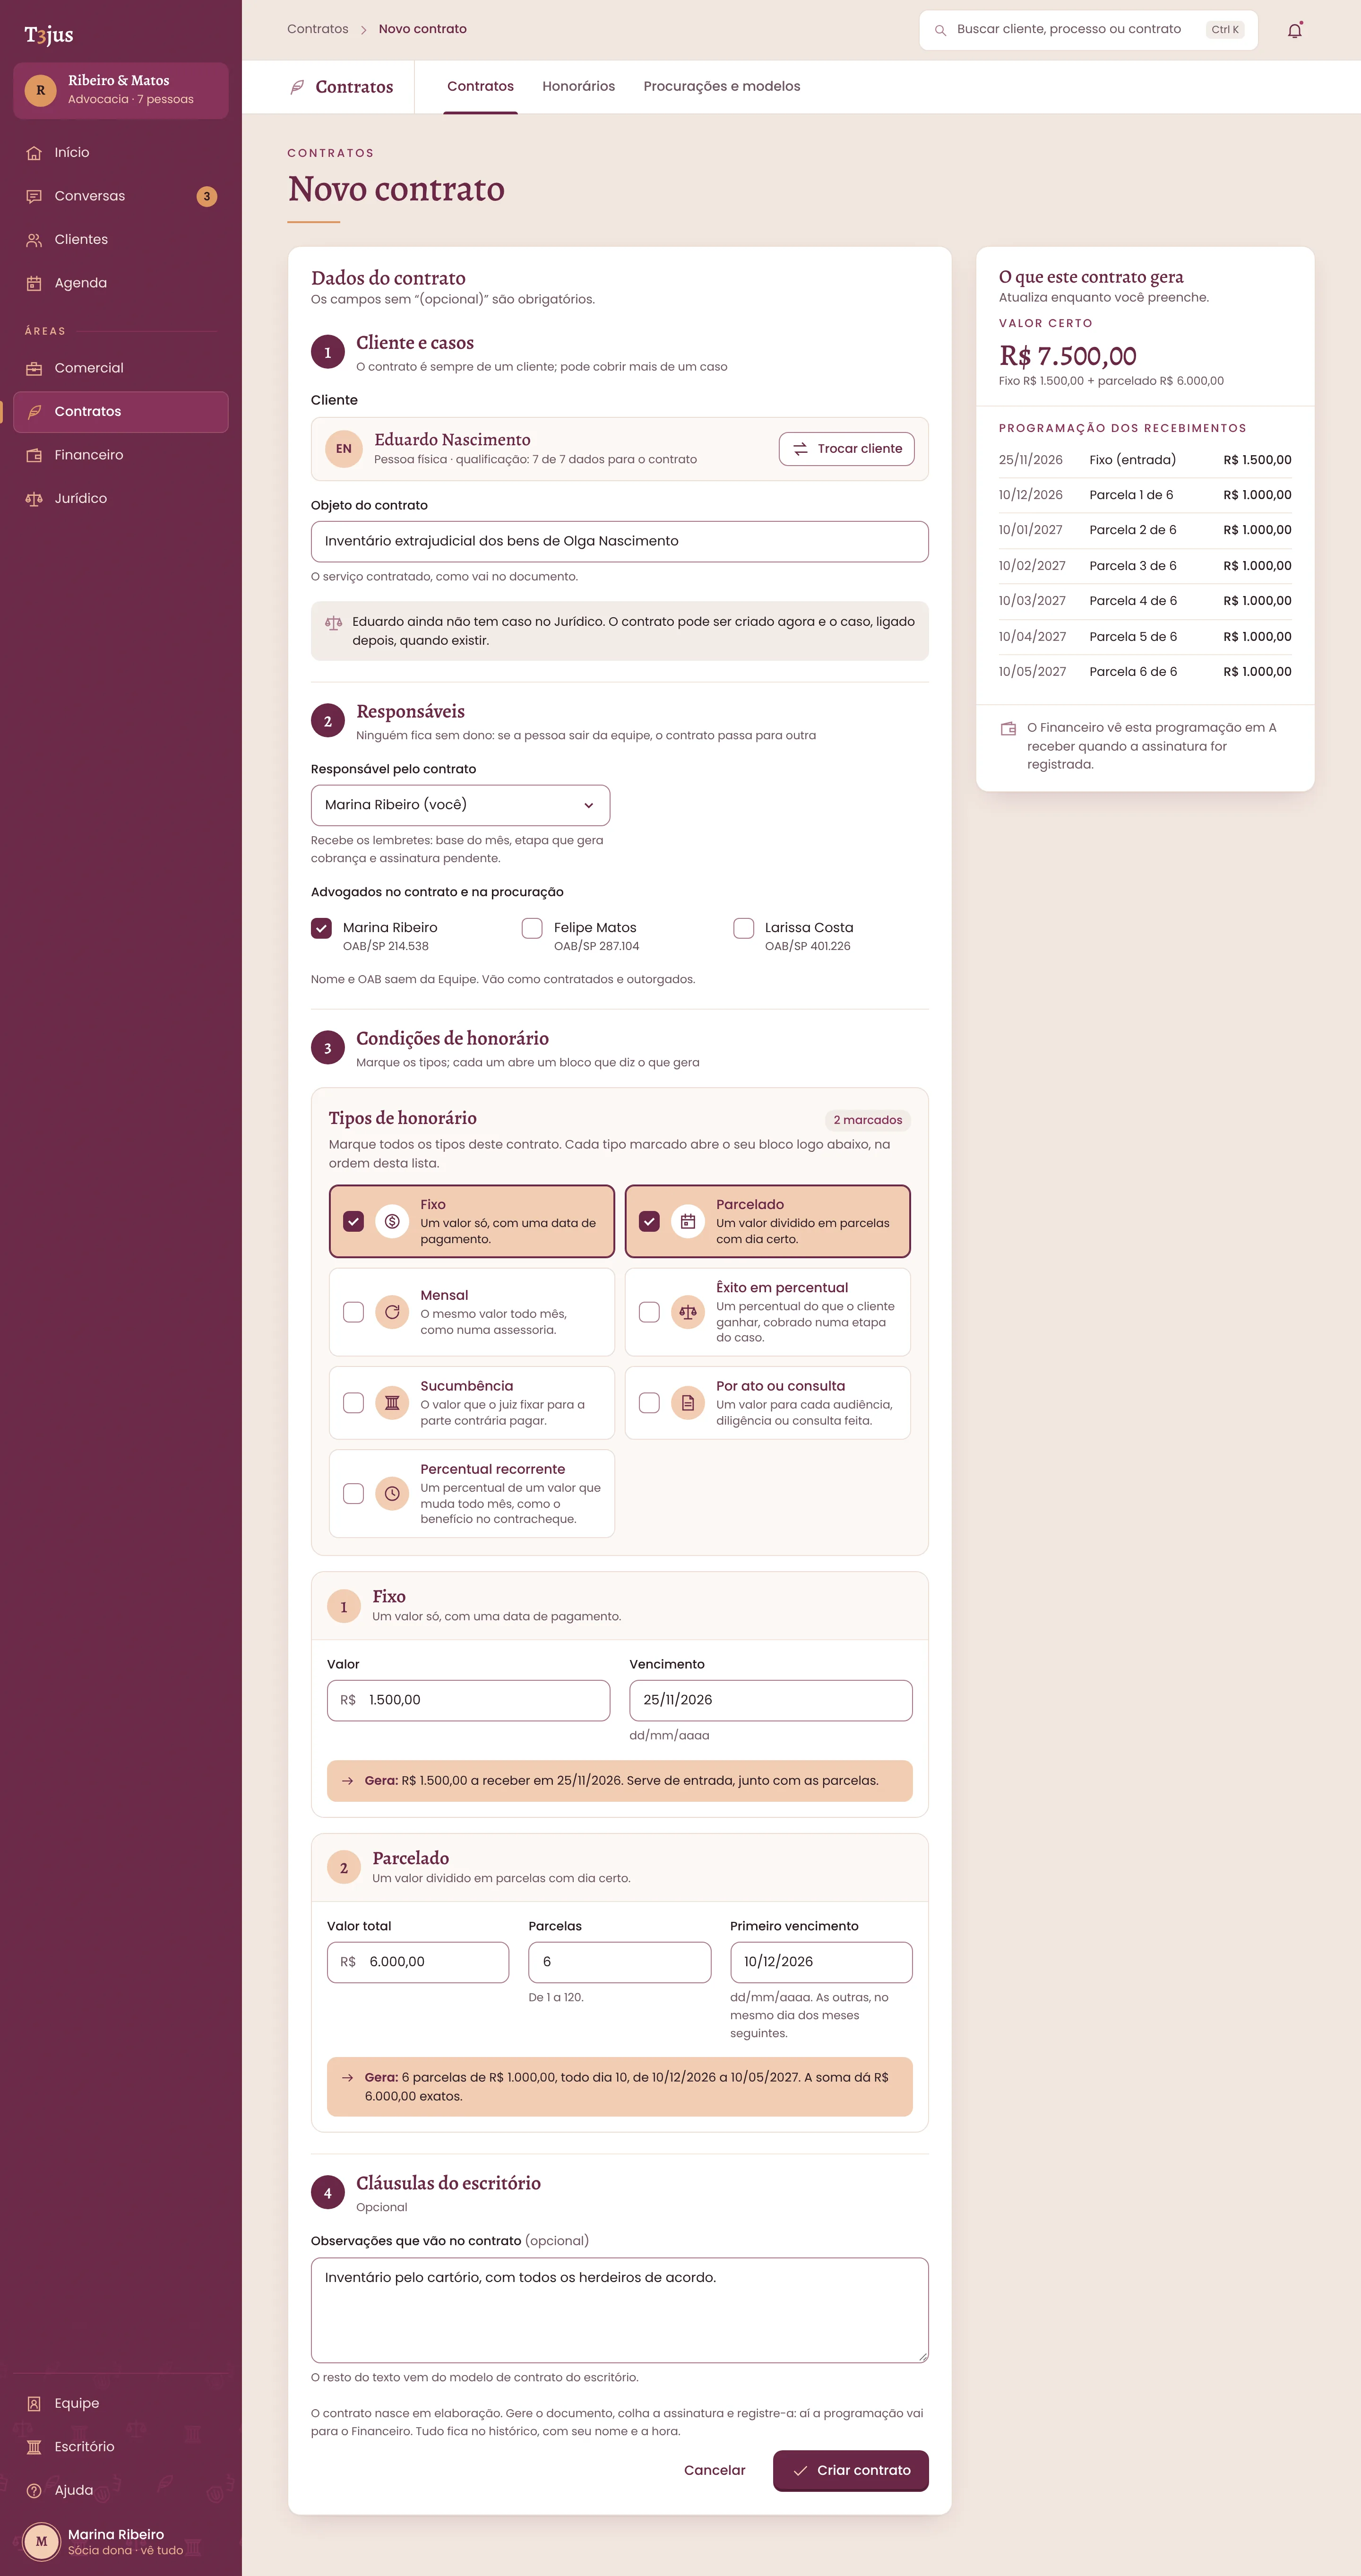 T3jus
R
Ribeiro & Matos
Advocacia · 7 pessoas
Início
Conversas
3
Clientes
Agenda
ÁREAS
Comercial
Contratos
Financeiro
Jurídico
Equipe
Escritório
Ajuda
M
Marina Ribeiro
Sócia dona · vê tudo
Contratos
Novo contrato
Buscar cliente, processo ou contrato
Ctrl K
Contratos
Contratos
Honorários
Procurações e modelos
CONTRATOS
Novo contrato
Dados do contrato
Os campos sem “(opcional)” são obrigatórios.
1
Cliente e casos
O contrato é sempre de um cliente; pode cobrir mais de um caso
Cliente
EN
Eduardo Nascimento
Pessoa física · qualificação: 7 de 7 dados para o contrato
Trocar cliente
Objeto do contrato
Inventário extrajudicial dos bens de Olga Nascimento
O serviço contratado, como vai no documento.
Eduardo ainda não tem caso no Jurídico. O contrato pode ser criado agora e o caso, ligado
depois, quando existir.
2
Responsáveis
Ninguém fica sem dono: se a pessoa sair da equipe, o contrato passa para outra
Responsável pelo contrato
Marina Ribeiro (você)
Recebe os lembretes: base do mês, etapa que gera
cobrança e assinatura pendente.
Advogados no contrato e na procuração
Marina Ribeiro
OAB/SP 214.538
Felipe Matos
OAB/SP 287.104
Larissa Costa
OAB/SP 401.226
Nome e OAB saem da Equipe. Vão como contratados e outorgados.
3
Condições de honorário
Marque os tipos; cada um abre um bloco que diz o que gera
Tipos de honorário
2 marcados
Marque todos os tipos deste contrato. Cada tipo marcado abre o seu bloco logo abaixo, na
ordem desta lista.
Fixo
Um valor só, com uma data de
pagamento.
Parcelado
Um valor dividido em parcelas
com dia certo.
Mensal
O mesmo valor todo mês,
como numa assessoria.
Êxito em percentual
Um percentual do que o cliente
ganhar, cobrado numa etapa
do caso.
Sucumbência
O valor que o juiz fixar para a
parte contrária pagar.
Por ato ou consulta
Um valor para cada audiência,
diligência ou consulta feita.
Percentual recorrente
Um percentual de um valor que
muda todo mês, como o
benefício no contracheque.
1
Fixo
Um valor só, com uma data de pagamento.
Valor
R$ 1.500,00
Vencimento
25/11/2026
dd/mm/aaaa
Gera: R$ 1.500,00 a receber em 25/11/2026. Serve de entrada, junto com as parcelas.
2
Parcelado
Um valor dividido em parcelas com dia certo.
Valor total
R$ 6.000,00
Parcelas
6
De 1 a 120.
Primeiro vencimento
10/12/2026
dd/mm/aaaa. As outras, no
mesmo dia dos meses
seguintes.
Gera: 6 parcelas de R$ 1.000,00, todo dia 10, de 10/12/2026 a 10/05/2027. A soma dá R$
6.000,00 exatos.
4
Cláusulas do escritório
Opcional
Observações que vão no contrato (opcional)
Inventário pelo cartório, com todos os herdeiros de acordo.
O resto do texto vem do modelo de contrato do escritório.
O contrato nasce em elaboração. Gere o documento, colha a assinatura e registre-a: aí a programação vai
para o Financeiro. Tudo fica no histórico, com seu nome e a hora.
Cancelar
Criar contrato
O que este contrato gera
Atualiza enquanto você preenche.
VALOR CERTO
R$ 7.500,00
Fixo R$ 1.500,00 + parcelado R$ 6.000,00
PROGRAMAÇÃO DOS RECEBIMENTOS
25/11/2026 Fixo (entrada) R$ 1.500,00
10/12/2026 Parcela 1 de 6 R$ 1.000,00
10/01/2027 Parcela 2 de 6 R$ 1.000,00
10/02/2027 Parcela 3 de 6 R$ 1.000,00
10/03/2027 Parcela 4 de 6 R$ 1.000,00
10/04/2027 Parcela 5 de 6 R$ 1.000,00
10/05/2027 Parcela 6 de 6 R$ 1.000,00
O Financeiro vê esta programação em A
receber quando a assinatura for
registrada.